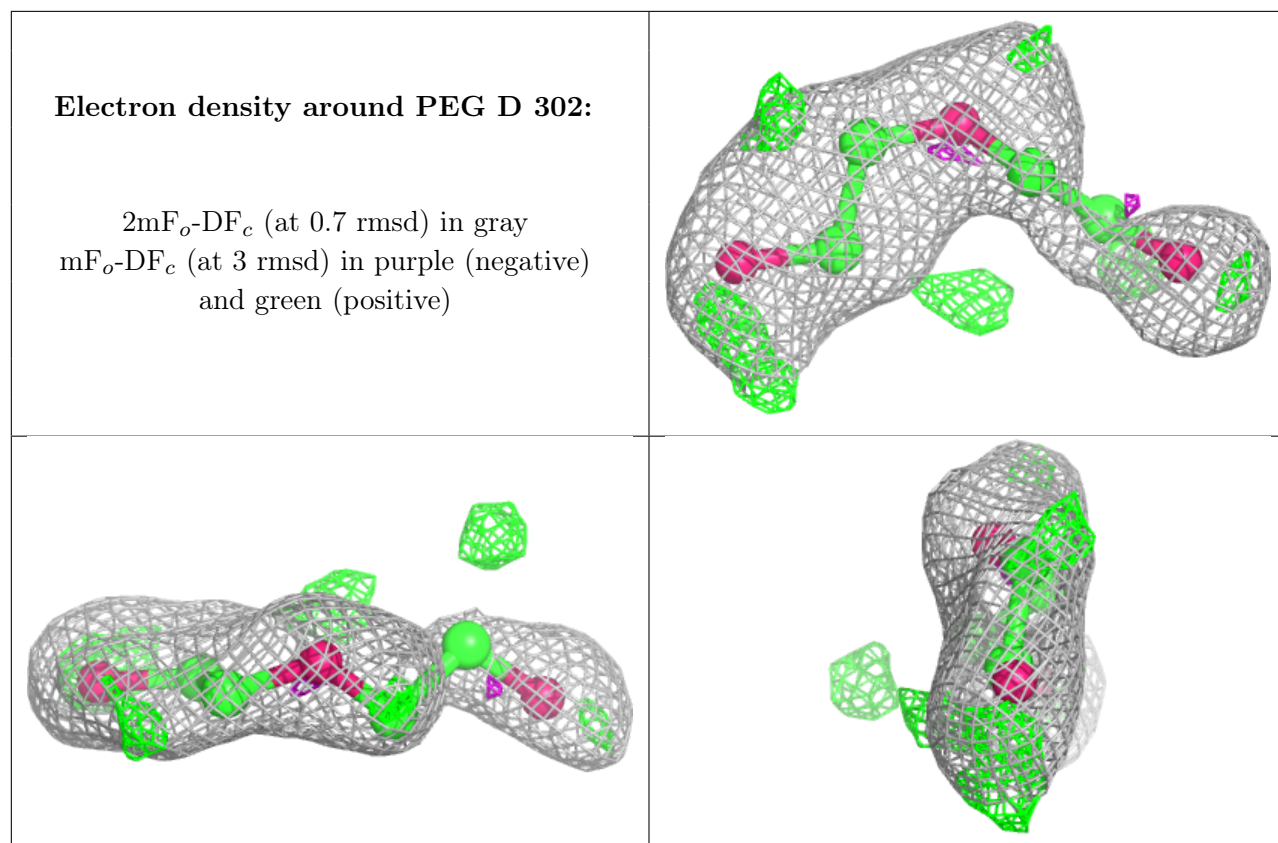 Electron density around PEG D 302:
2mFₒ-DF𝒸 (at 0.7 rmsd) in gray
mFₒ-DF𝒸 (at 3 rmsd) in purple (negative)
and green (positive)